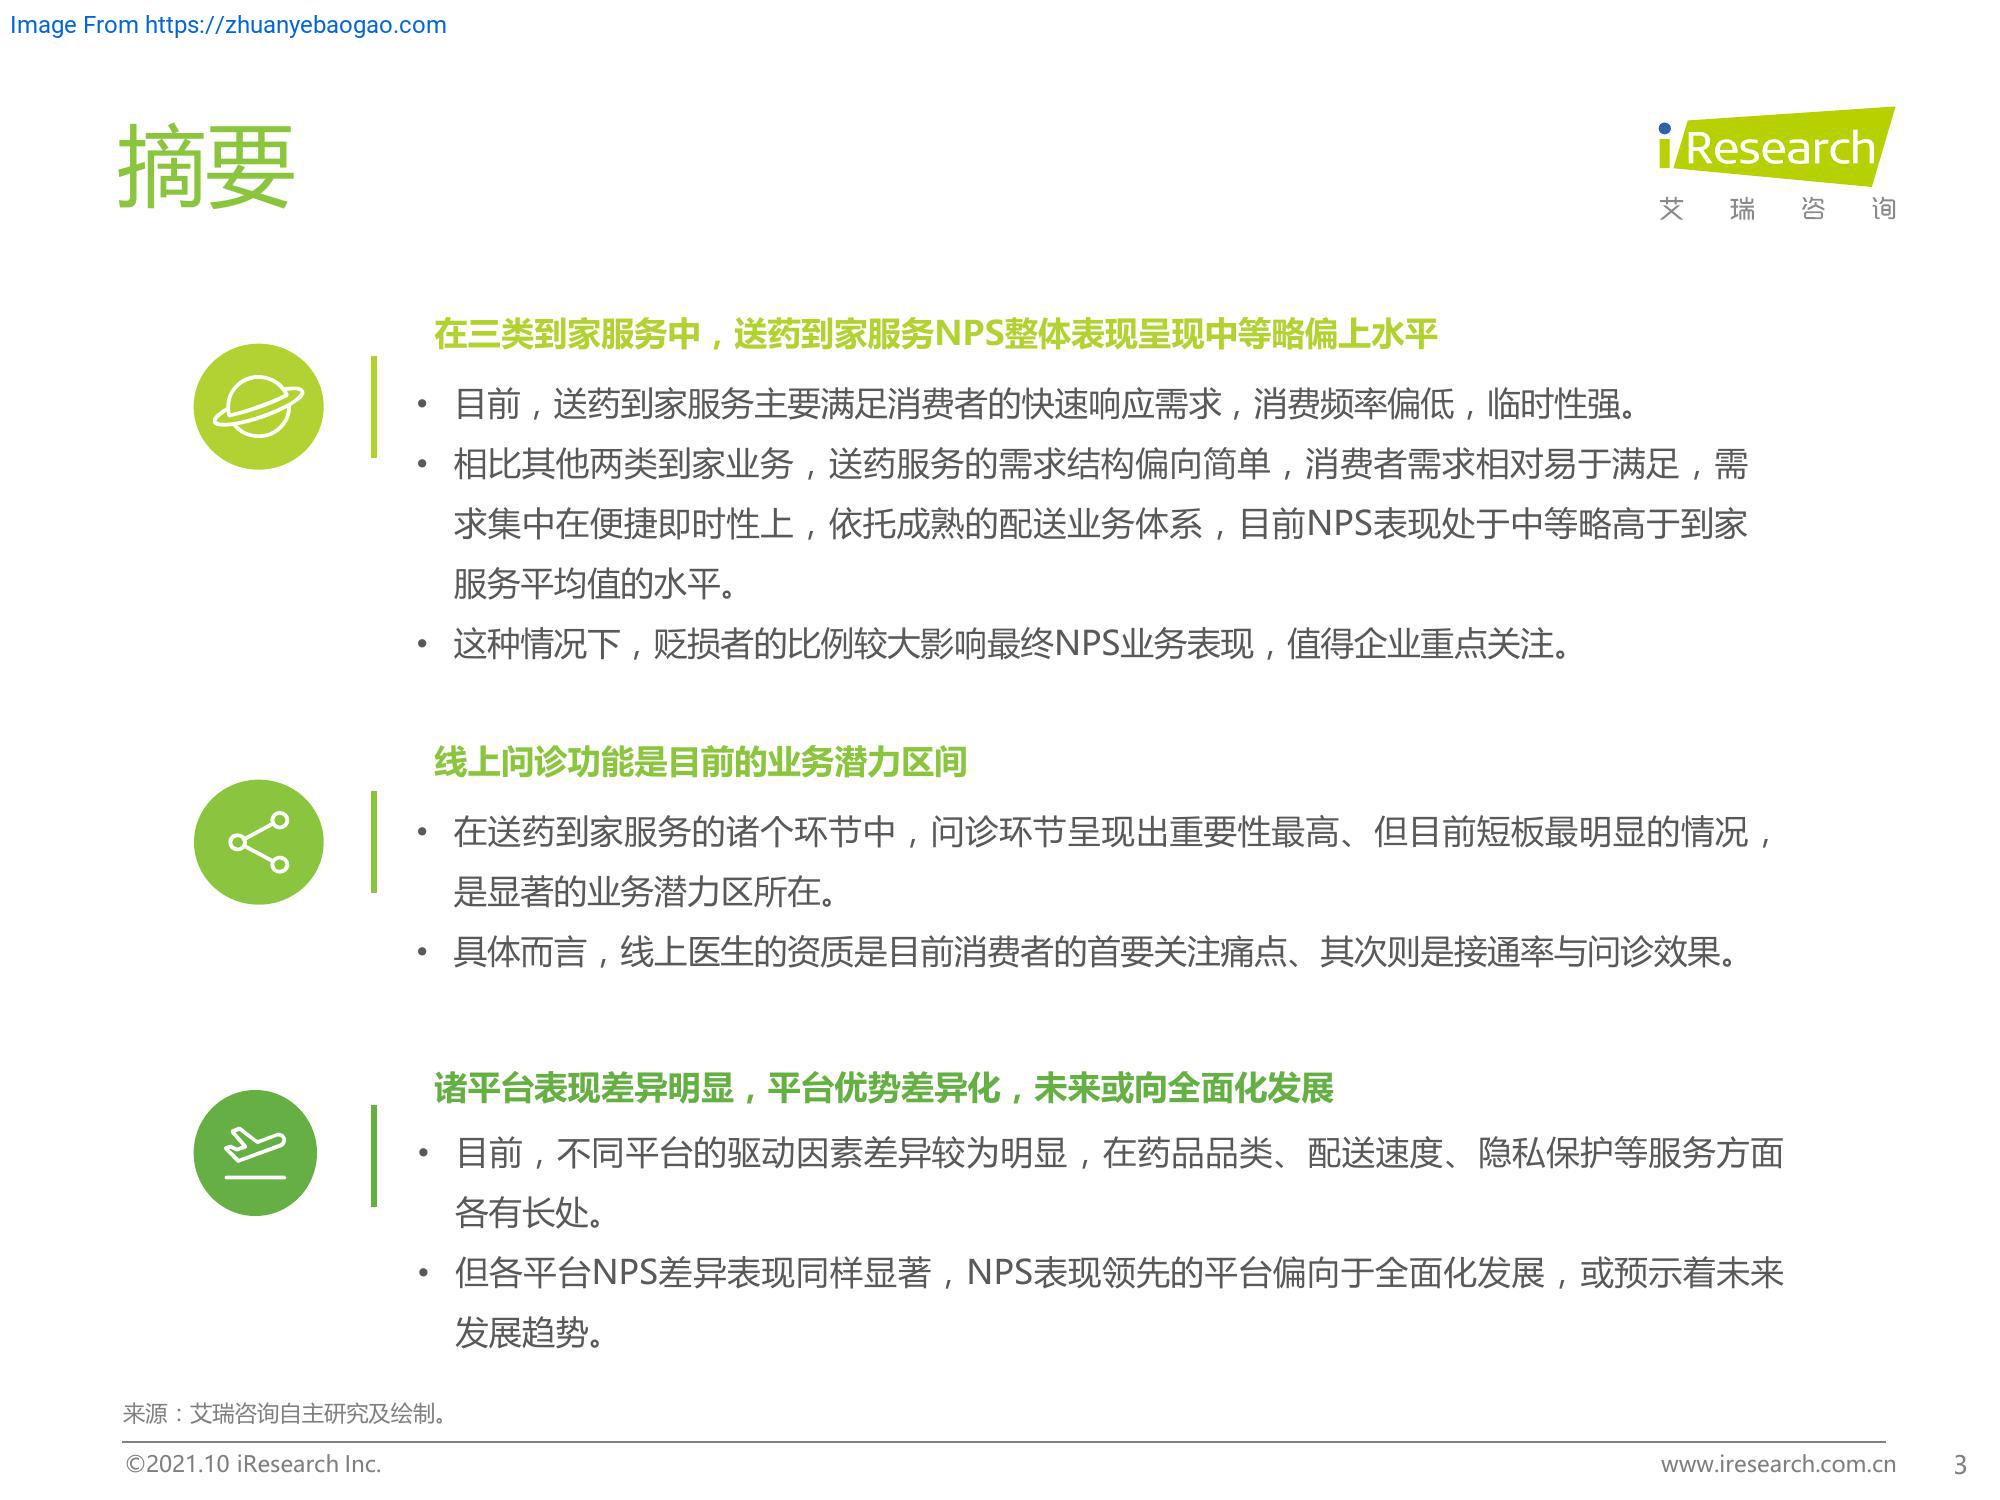 Image From https://zhuanyebaogao.com
摘要
iResearch
艾瑞咨询
在三类到家服务中，送药到家服务NPS整体表现呈现中等略偏上水平
• 目前，送药到家服务主要满足消费者的快速响应需求，消费频率偏低，临时性强。
• 相比其他两类到家业务，送药服务的需求结构偏向简单，消费者需求相对易于满足，需
求集中在便捷即时性上，依托成熟的配送业务体系，目前NPS表现处于中等略高于到家
服务平均值的水平。
• 这种情况下，贬损者的比例较大影响最终NPS业务表现，值得企业重点关注。
线上问诊功能是目前的业务潜力区间
• 在送药到家服务的诸个环节中，问诊环节呈现出重要性最高、但目前短板最明显的情况，
是显著的业务潜力区所在。
• 具体而言，线上医生的资质是目前消费者的首要关注痛点、其次则是接通率与问诊效果。
诸平台表现差异明显，平台优势差异化，未来或向全面化发展
• 目前，不同平台的驱动因素差异较为明显，在药品品类、配送速度、隐私保护等服务方面
各有长处。
• 但各平台NPS差异表现同样显著，NPS表现领先的平台偏向于全面化发展，或预示着未来
发展趋势。
来源：艾瑞咨询自主研究及绘制。
©2021.10 iResearch Inc.
www.iresearch.com.cn
3